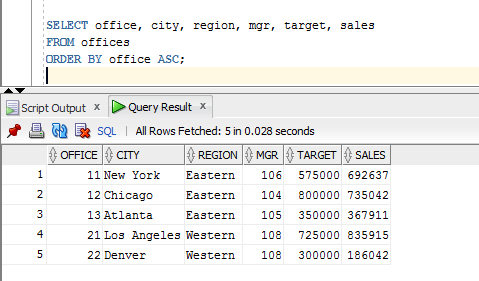 SELECT office, city, region, mgr, target, sales
FROM offices
ORDER BY office ASC;
Script Output x Query Result x
SQL | All Rows Fetched: 5 in 0.028 seconds
OFFICE CITY REGION MGR TARGET SALES
1 11 New York Eastern 106 575000 692637
2 12 Chicago Eastern 104 800000 735042
3 13 Atlanta Eastern 105 350000 367911
4 21 Los Angeles Western 108 725000 835915
5 22 Denver Western 108 300000 186042